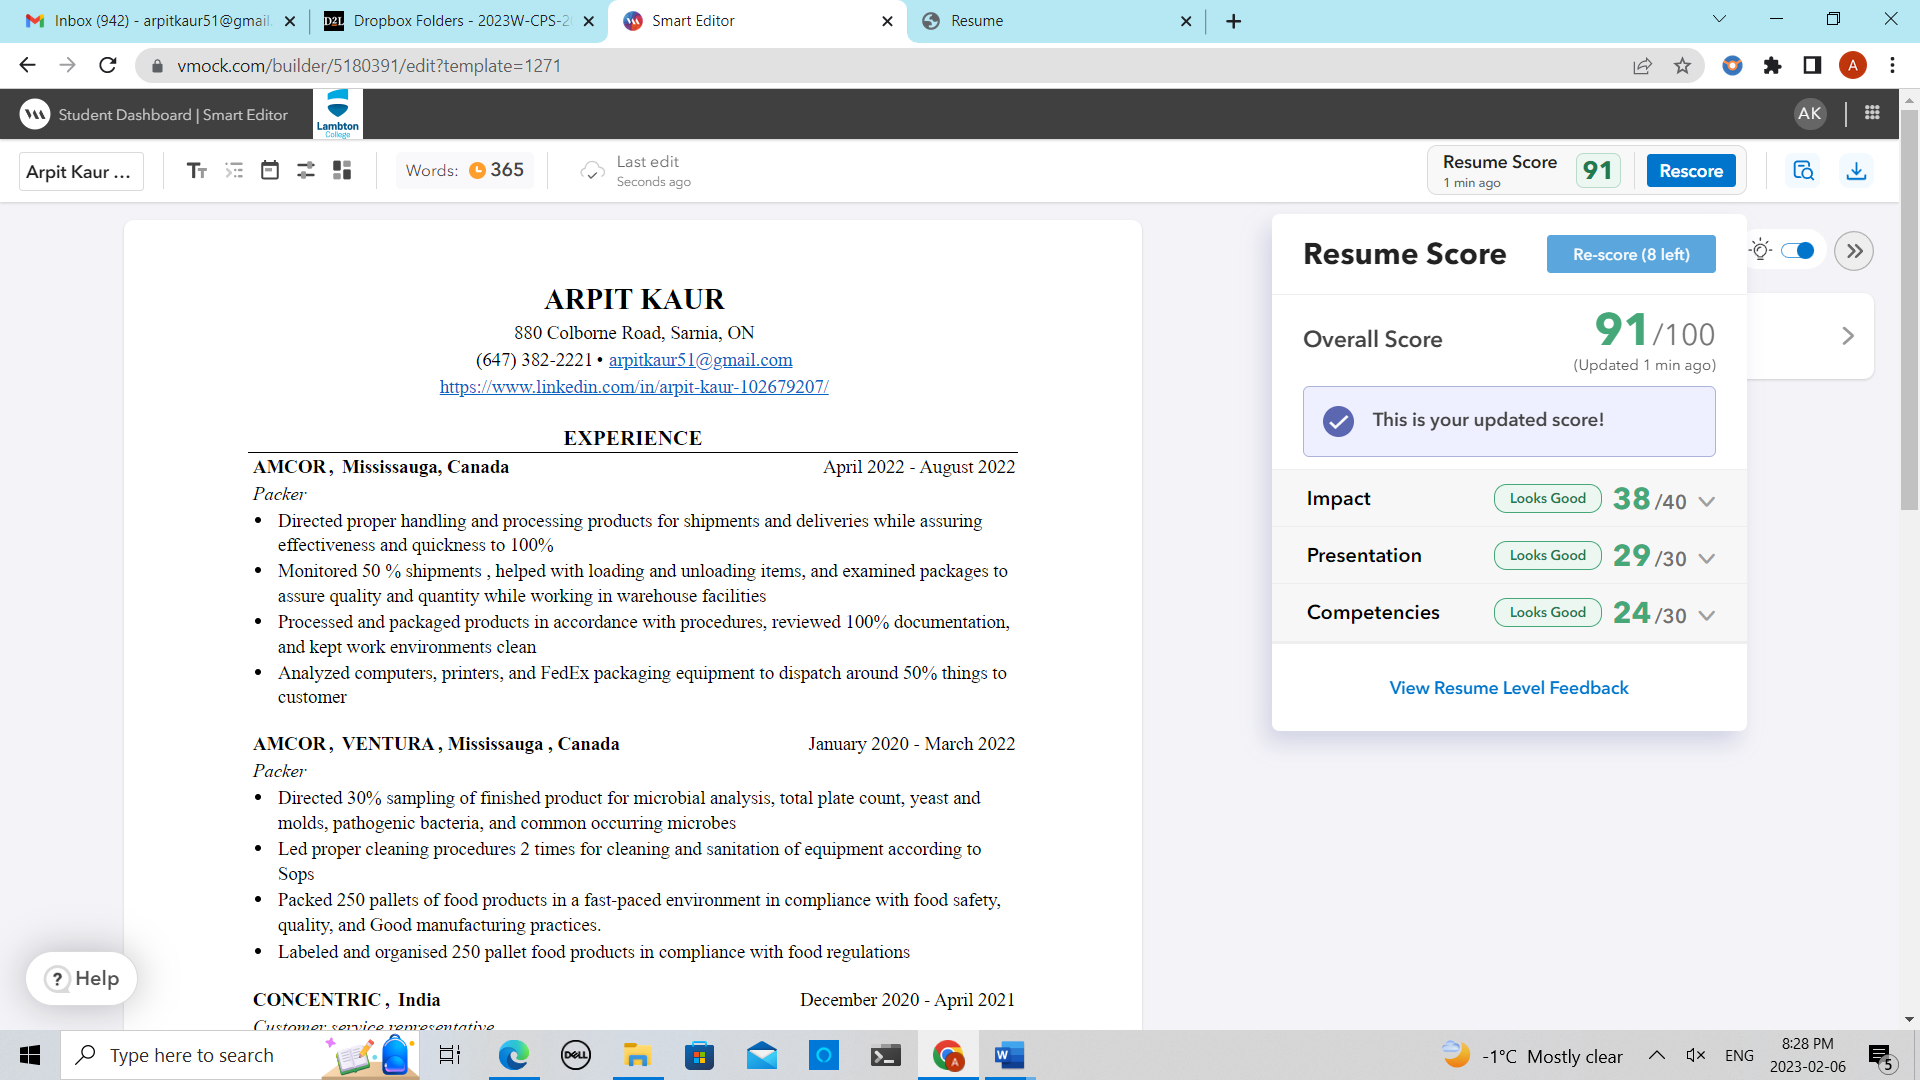 Inbox (942) - arpitkaur51@gmail.
Dropbox Folders - 2023W-CPS-2
Smart Editor
Resume
vmock.com/builder/5180391/edit?template=1271
A
Student Dashboard | Smart Editor
Lambton
College
AK
Arpit Kaur ...
Words: 365
Last edit
Seconds ago
Resume Score
1 min ago
91
Rescore
ARPIT KAUR
880 Colborne Road, Sarnia, ON
(647) 382-2221 • arpitkaur51@gmail.com
https://www.linkedin.com/in/arpit-kaur-102679207/
EXPERIENCE
AMCOR, Mississauga, Canada April 2022 - August 2022
Packer
• Directed proper handling and processing products for shipments and deliveries while assuring
effectiveness and quickness to 100%
• Monitored 50 % shipments , helped with loading and unloading items, and examined packages to
assure quality and quantity while working in warehouse facilities
• Processed and packaged products in accordance with procedures, reviewed 100% documentation,
and kept work environments clean
• Analyzed computers, printers, and FedEx packaging equipment to dispatch around 50% things to
customer
AMCOR, VENTURA , Mississauga , Canada January 2020 - March 2022
Packer
• Directed 30% sampling of finished product for microbial analysis, total plate count, yeast and
molds, pathogenic bacteria, and common occurring microbes
• Led proper cleaning procedures 2 times for cleaning and sanitation of equipment according to
Sops
• Packed 250 pallets of food products in a fast-paced environment in compliance with food safety,
quality, and Good manufacturing practices.
• Labeled and organised 250 pallet food products in compliance with food regulations
CONCENTRIC , India December 2020 - April 2021
Customer service representative
Resume Score
Re-score (8 left)
Overall Score
91/100
(Updated 1 min ago)
This is your updated score!
Impact Looks Good 38/40
Presentation Looks Good 29/30
Competencies Looks Good 24/30
View Resume Level Feedback
? Help
Type here to search
DELL
-1°C Mostly clear
ENG
8:28 PM
2023-02-06
5